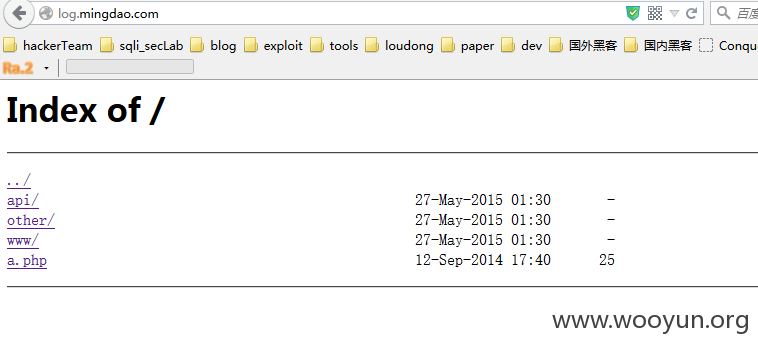 log.mingdao.com 百度
hackerTeam sqli_secLab blog exploit tools loudong paper dev 国外黑客 国内黑客 Conqu
Ra.2
Index of /
../
api/ 27-May-2015 01:30 -
other/ 27-May-2015 01:30 -
www/ 27-May-2015 01:30 -
a.php 12-Sep-2014 17:40 25
www.wooyun.org